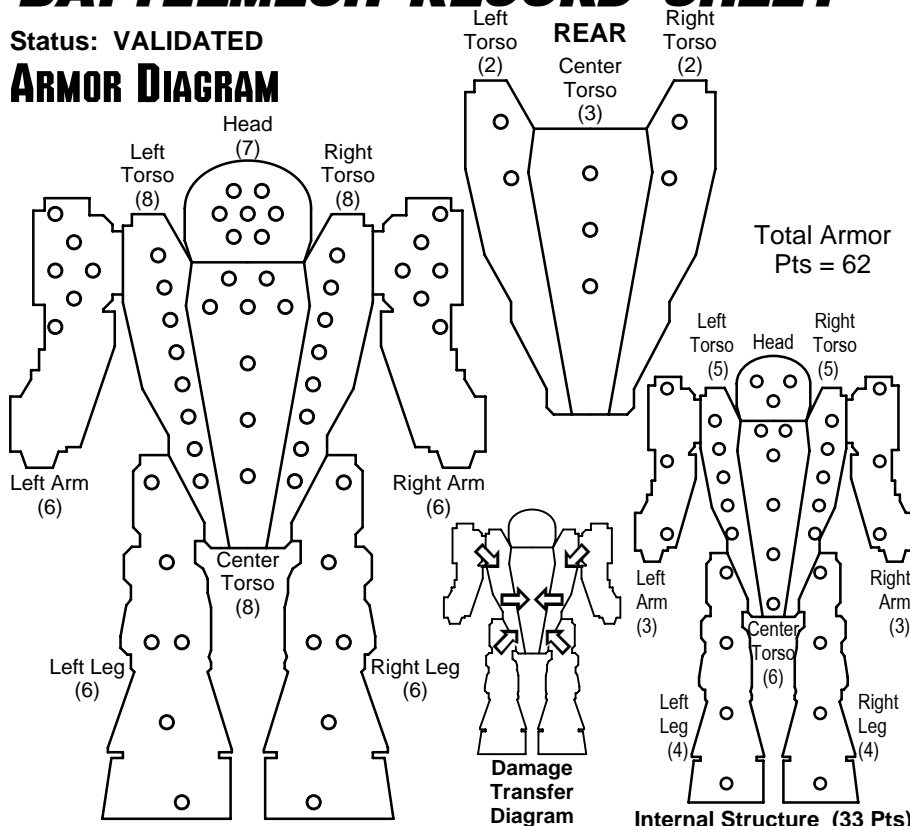 BATTLEMECH RECORD SHEET
Status: VALIDATED
ARMOR DIAGRAM
Left
Torso
(2)
REAR
Center
Torso
(3)
Right
Torso
(2)
Head
(7)
Left
Torso
(8)
Right
Torso
(8)
Total Armor
Pts = 62
Left Arm
(6)
Right Arm
(6)
Center
Torso
(8)
Left Leg
(6)
Right Leg
(6)
Damage
Transfer
Diagram
Left
Torso
(5)
Head
Right
Torso
(5)
Left
Arm
(3)
Right
Arm
(3)
Center
Torso
(6)
Left
Leg
(4)
Right
Leg
(4)
Internal Structure (33 Pts)